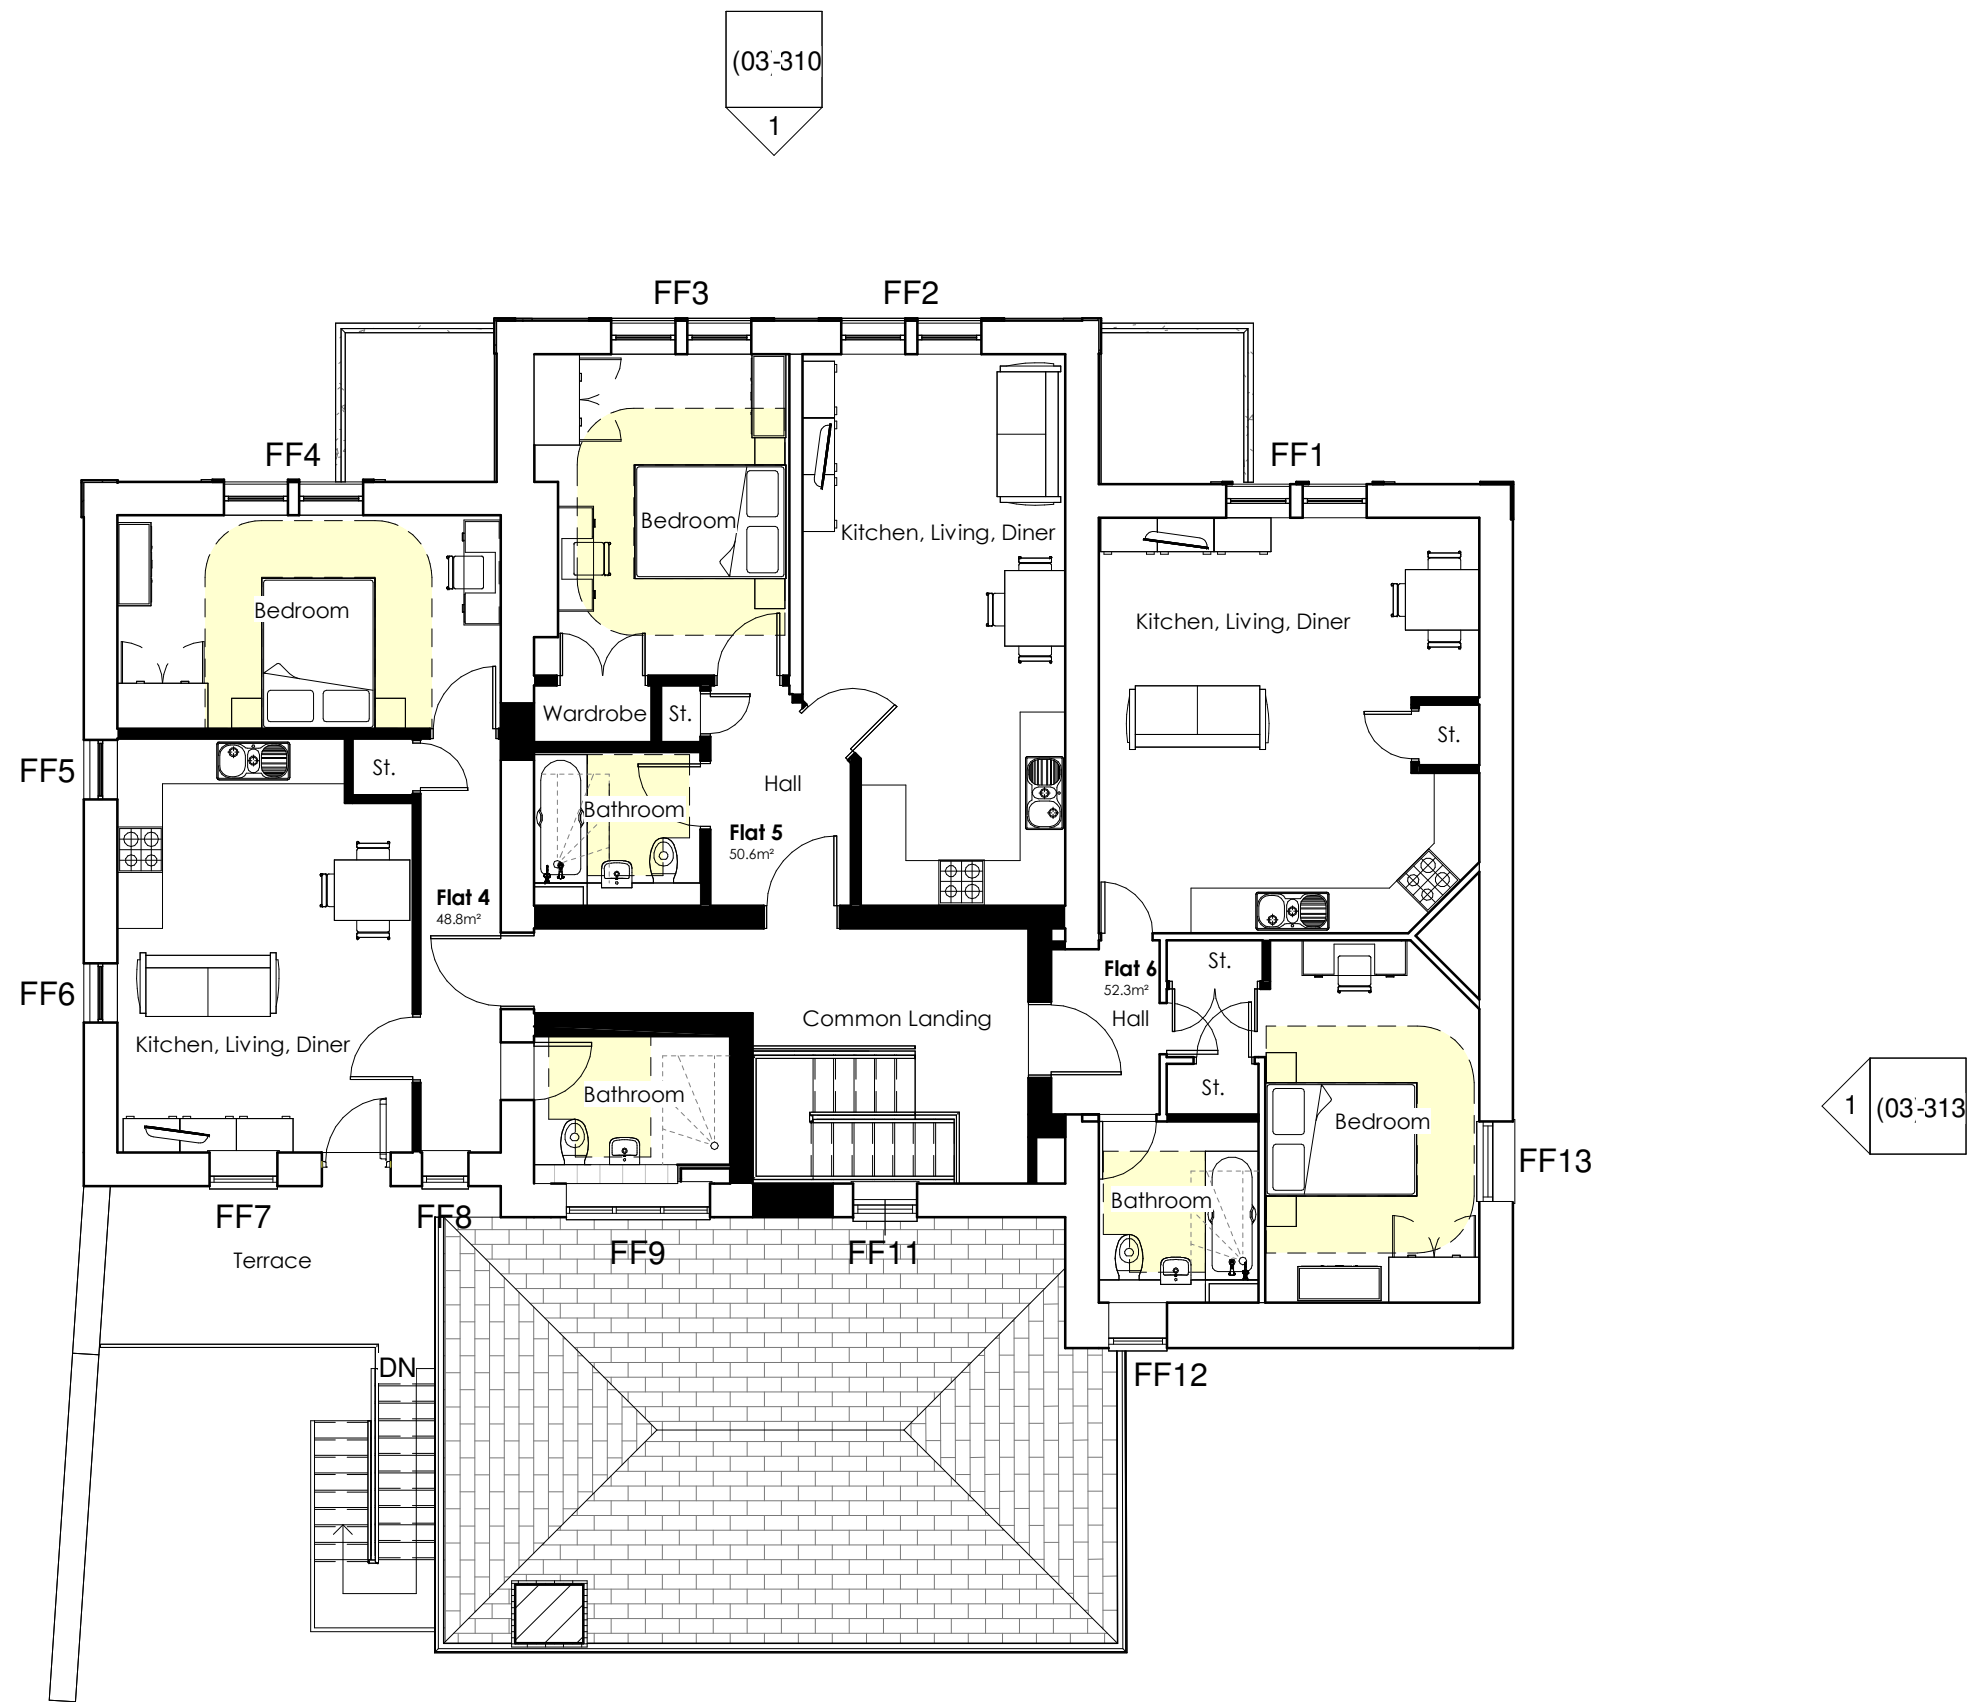 (03)-310
1
FF3
FF2
FF4
FF1
Bedroom
Kitchen, Living, Diner
Bedroom
Kitchen, Living, Diner
Wardrobe
St.
St.
FF5
St.
Hall
Bathroom
Flat 5
50.6m²
Flat 4
48.8m²
Flat 6
52.3m²
St.
FF6
Common Landing
Hall
Kitchen, Living, Diner
Bathroom
St.
1
(03)-313
Bedroom
FF13
Bathroom
FF7
FF8
FF9
FF11
Terrace
DN
FF12